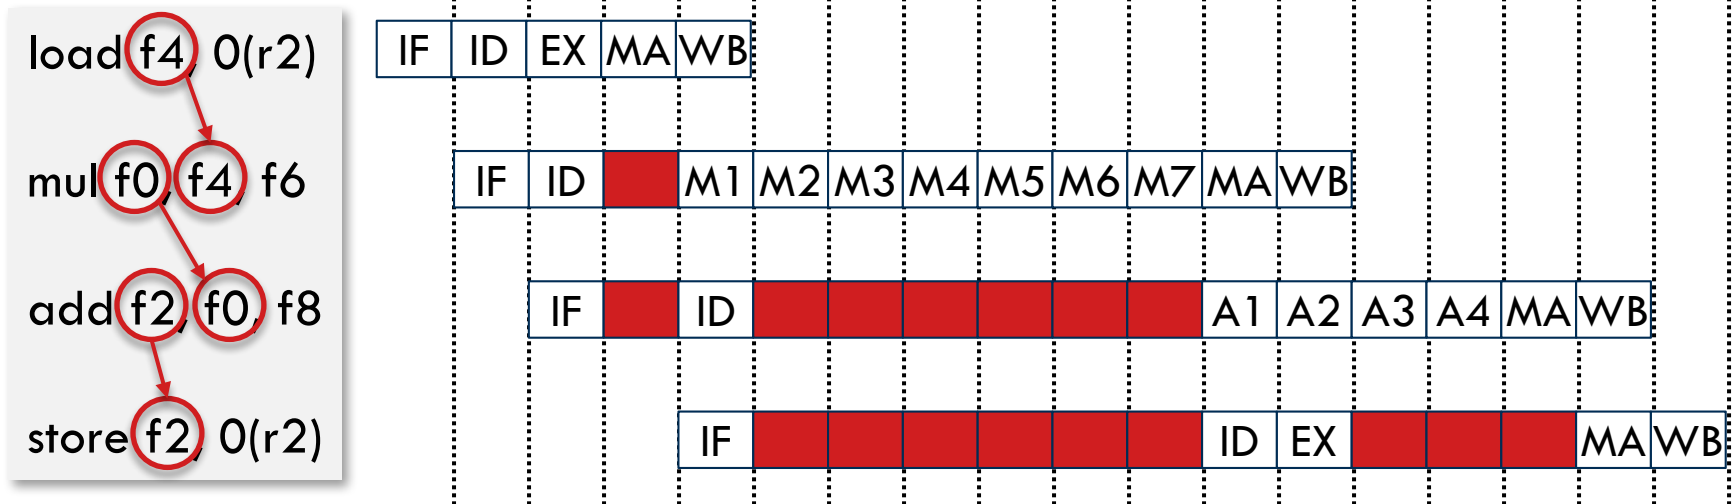 load f4, 0(r2) IF ID EX MA WB
mul f0, f4, f6 IF ID M1 M2 M3 M4 M5 M6 M7 MA WB
add f2, f0, f8 IF ID A1 A2 A3 A4 MA WB
store f2, 0(r2) IF ID EX MA WB